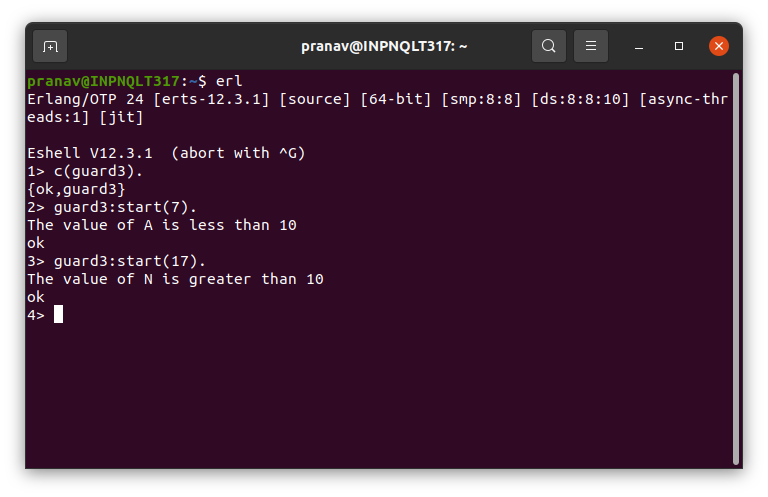 pranav@INPNQLT317: ~
pranav@INPNQLT317:~$ erl
Erlang/OTP 24 [erts-12.3.1] [source] [64-bit] [smp:8:8] [ds:8:8:10] [async-thr
eads:1] [jit]
Eshell V12.3.1  (abort with ^G)
1> c(guard3).
{ok,guard3}
2> guard3:start(7).
The value of A is less than 10
ok
3> guard3:start(17).
The value of N is greater than 10
ok
4>